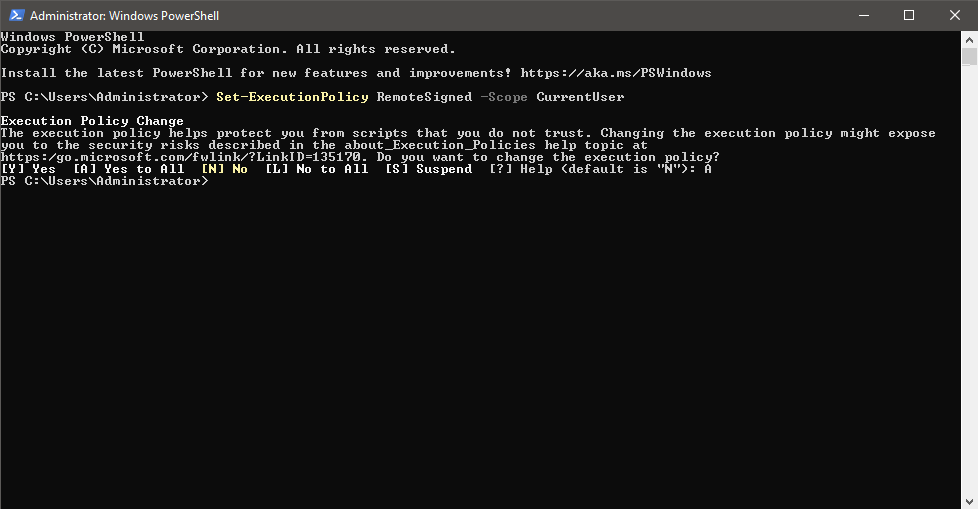 Administrator: Windows PowerShell
Windows PowerShell
Copyright (C) Microsoft Corporation. All rights reserved.
Install the latest PowerShell for new features and improvements! https://aka.ms/PSWindows
PS C:\Users\Administrator> Set-ExecutionPolicy RemoteSigned -Scope CurrentUser
Execution Policy Change
The execution policy helps protect you from scripts that you do not trust. Changing the execution policy might expose
you to the security risks described in the about_Execution_Policies help topic at
https:/go.microsoft.com/fwlink/?LinkID=135170. Do you want to change the execution policy?
[Y] Yes  [A] Yes to All  [N] No  [L] No to All  [S] Suspend  [?] Help (default is "N"): A
PS C:\Users\Administrator>